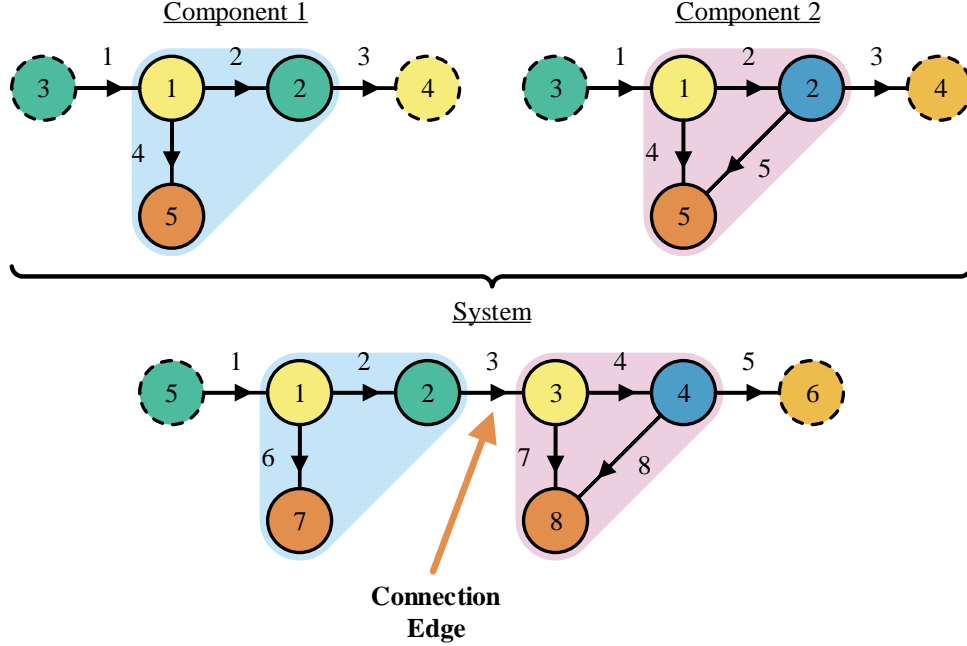 Component 1
Component 2
1 2 3
3 1 2 4
4
5
1 2 3
3 1 2 4
4 5
5
System
1 2 3 4 5
5 1 2 3 4 6
6 7 8
7 8
Connection
Edge